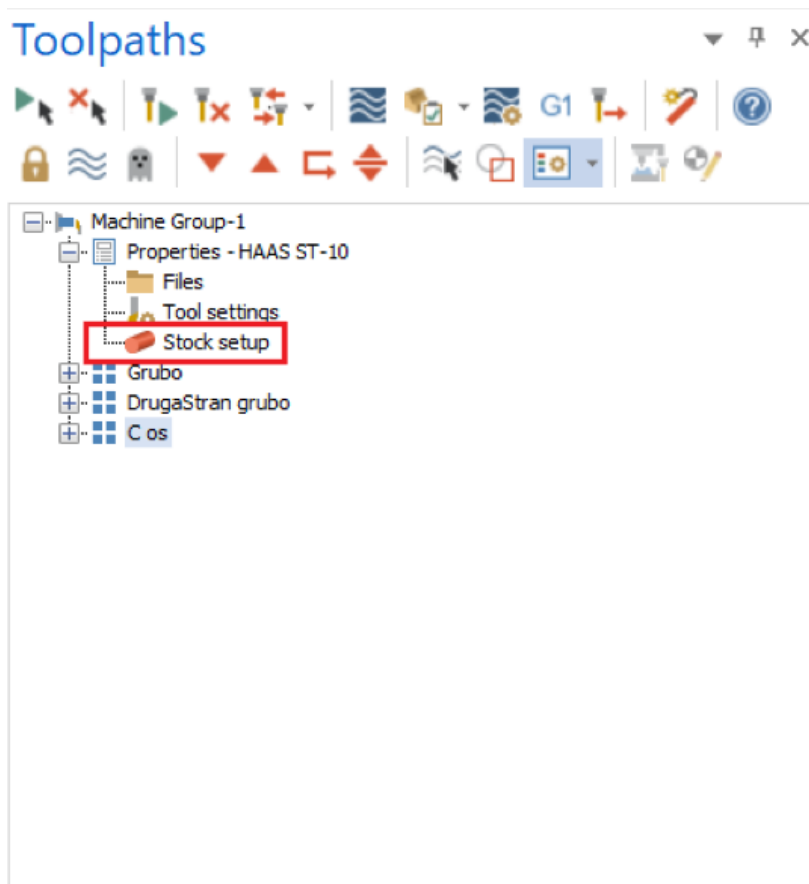 Toolpaths
G1
Machine Group-1
Properties - HAAS ST-10
Files
Tool settings
Stock setup
Grubo
DrugaStran grubo
C os